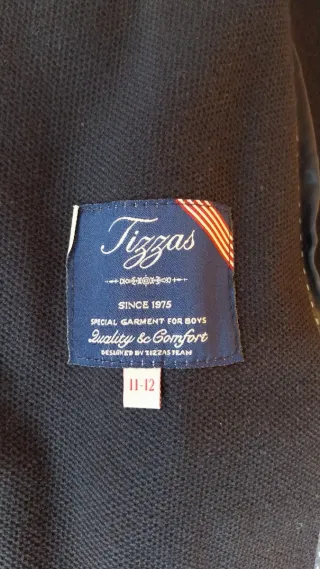 Tizzas
SINCE 1975
SPECIAL GARMENT FOR BOYS
Quality & Comfort
DESIGNED BY TIZZAS TEAM
11-12